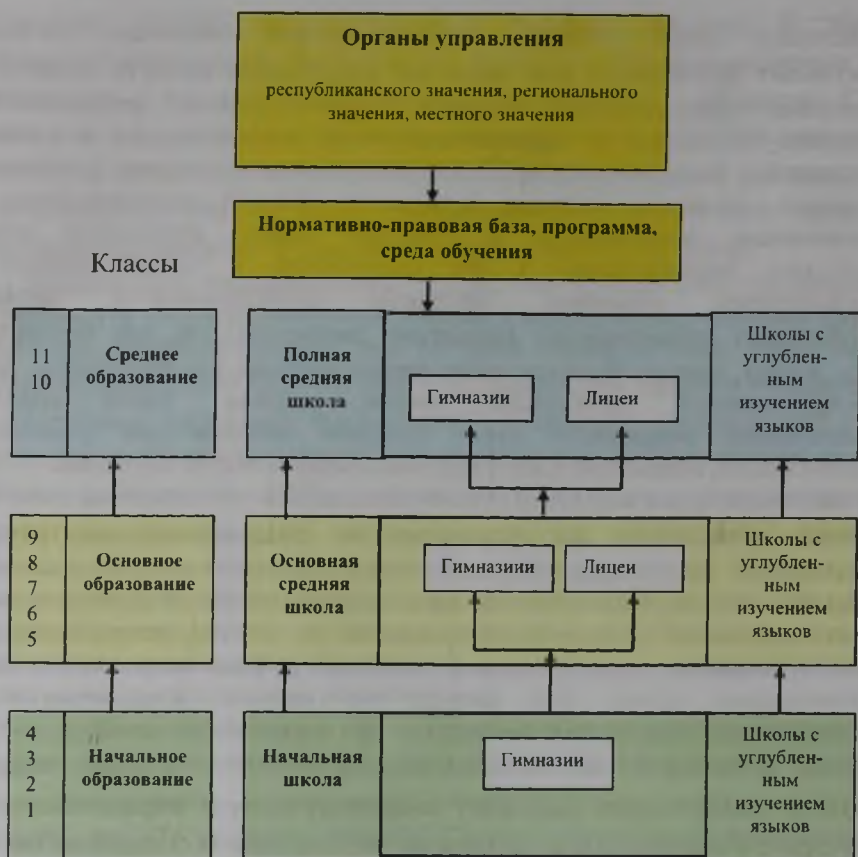 Органы управления
республиканского значения, регионального
значения, местного значения
Нормативно-правовая база, программа,
среда обучения
Классы
11
10
Среднее
образование
Полная
средняя
школа
Гимназии
Лицеи
Школы с
углублен-
ным
изучением
языков
9
8
7
6
5
Основное
образование
Основная
средняя
школа
Гимназиии
Лицеи
Школы с
углублен-
ным
изучением
языков
4
3
2
1
Начальное
образование
Начальная
школа
Гимназии
Школы с
углублен-
ным
изучением
языков